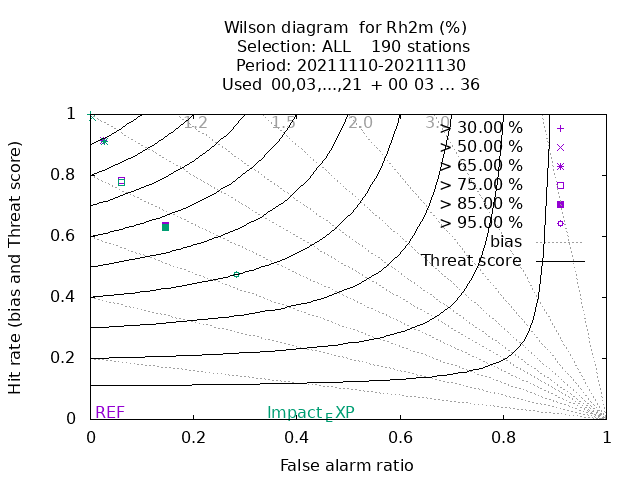 Wilson diagram  for Rh2m (%)
Selection: ALL    190 stations
Period: 20211110-20211130
Used  00,03,...,21  + 00 03 ... 36
Hit rate (bias and Threat score)
1
0.8
0.6
0.4
0.2
0
1.2
1.5
2.0
3.0
> 30.00 %
> 50.00 %
> 65.00 %
> 75.00 %
> 85.00 %
> 95.00 %
bias
Threat score
REF
Impact_EXP
0
0.2
0.4
0.6
0.8
1
False alarm ratio